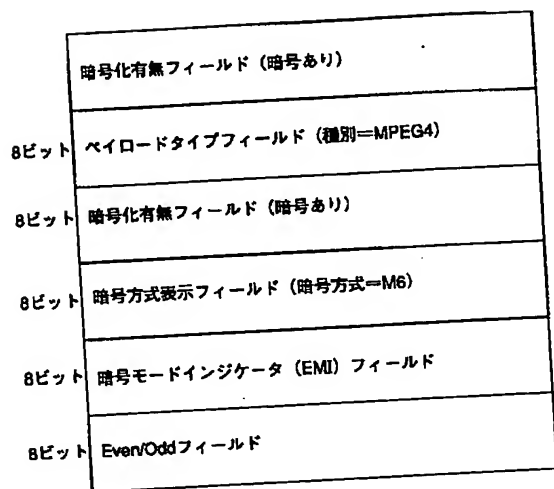 暗号化有無フィールド（暗号あり）
8ビット ペイロードタイプフィールド（種別＝MPEG4）
8ビット 暗号化有無フィールド（暗号あり）
8ビット 暗号方式表示フィールド（暗号方式＝M6）
8ビット 暗号モードインジケータ（EMI）フィールド
8ビット Even/Oddフィールド